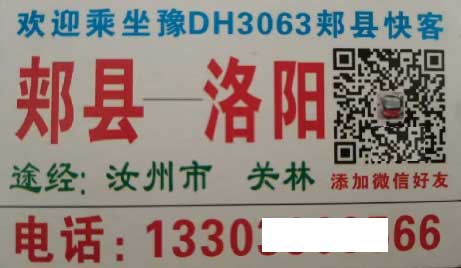 欢迎乘坐豫DH3063郏县快客
郏县—洛阳
途经：汝州市 关林
添加微信好友
电话：13303 66